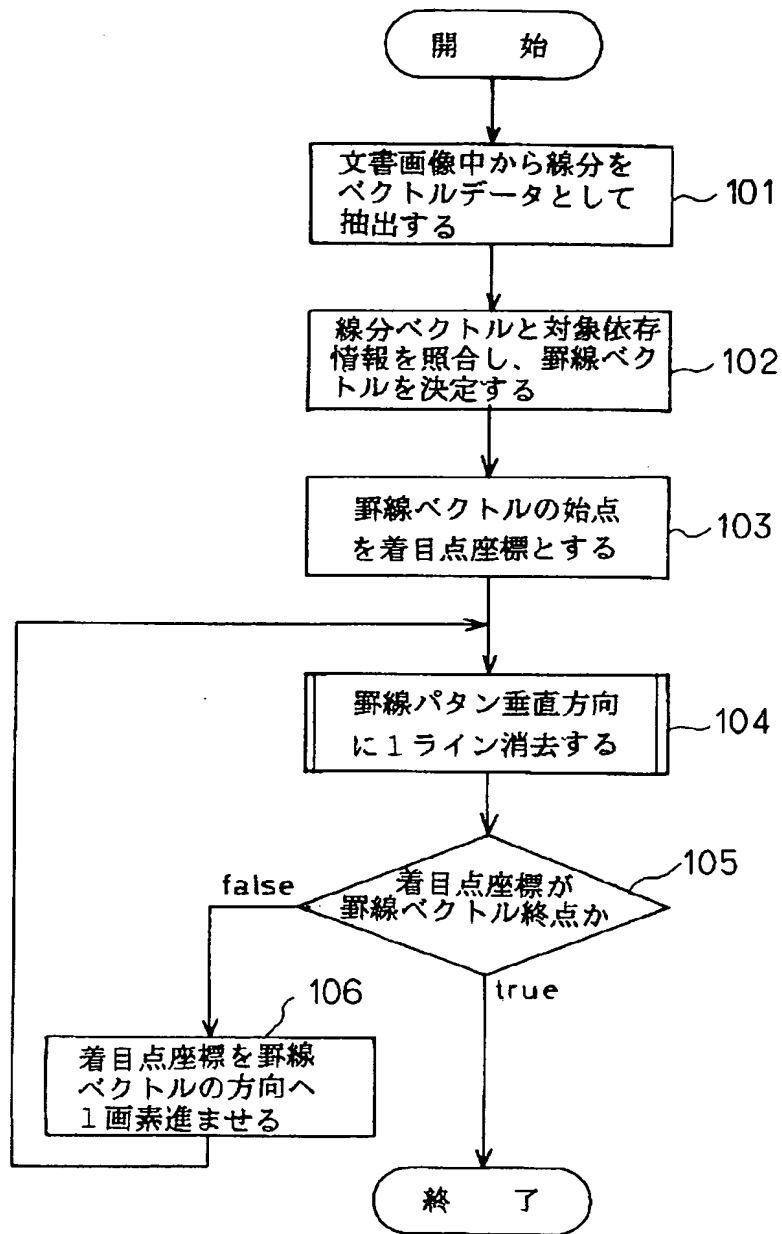 開 始
文書画像中から線分を
ベクトルデータとして
抽出する
101
線分ベクトルと対象依存
情報を照合し、罫線ベク
トルを決定する
102
罫線ベクトルの始点
を着目点座標とする
103
罫線パタン垂直方向
に1ライン消去する
104
着目点座標が
罫線ベクトル終点か
105
false
true
106
着目点座標を罫線
ベクトルの方向へ
1画素進ませる
終 了